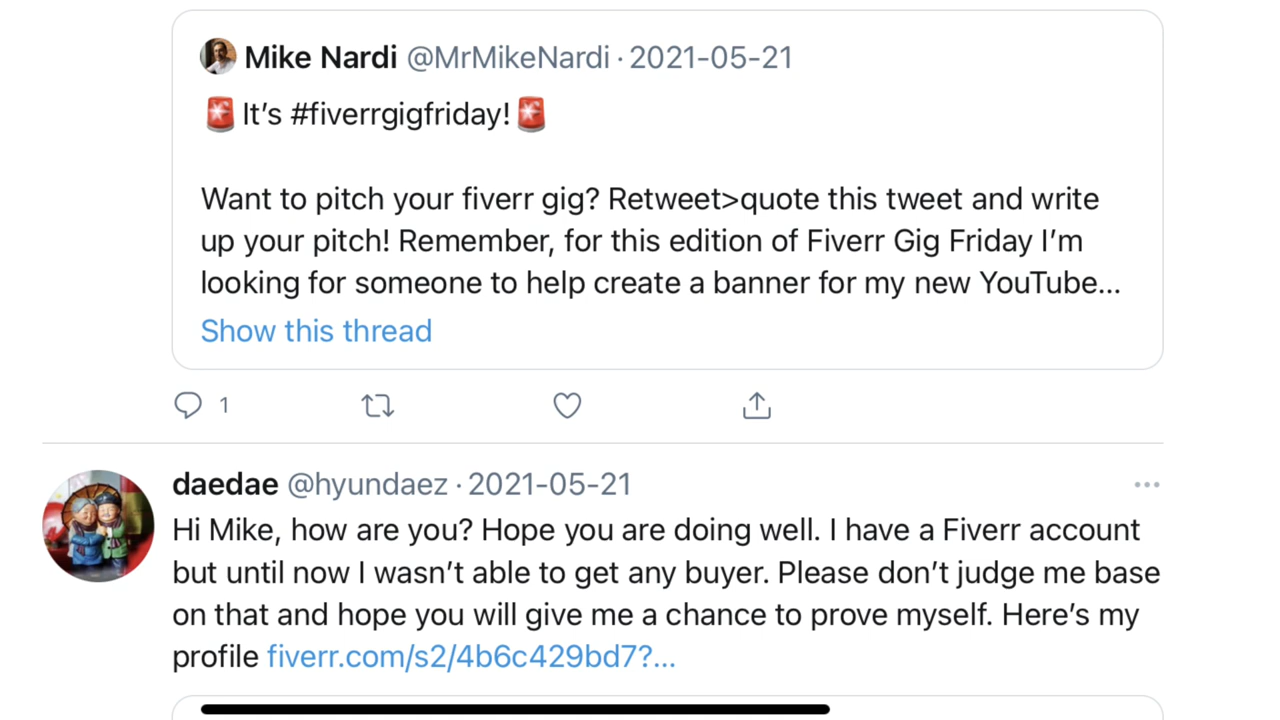 Mike Nardi @MrMikeNardi · 2021-05-21
🚨It’s #fiverrgigfriday!🚨
Want to pitch your fiverr gig? Retweet>quote this tweet and write
up your pitch! Remember, for this edition of Fiverr Gig Friday I’m
looking for someone to help create a banner for my new YouTube...
Show this thread
1
daedae @hyundaez · 2021-05-21
Hi Mike, how are you? Hope you are doing well. I have a Fiverr account
but until now I wasn’t able to get any buyer. Please don’t judge me base
on that and hope you will give me a chance to prove myself. Here’s my
profile fiverr.com/s2/4b6c429bd7?...